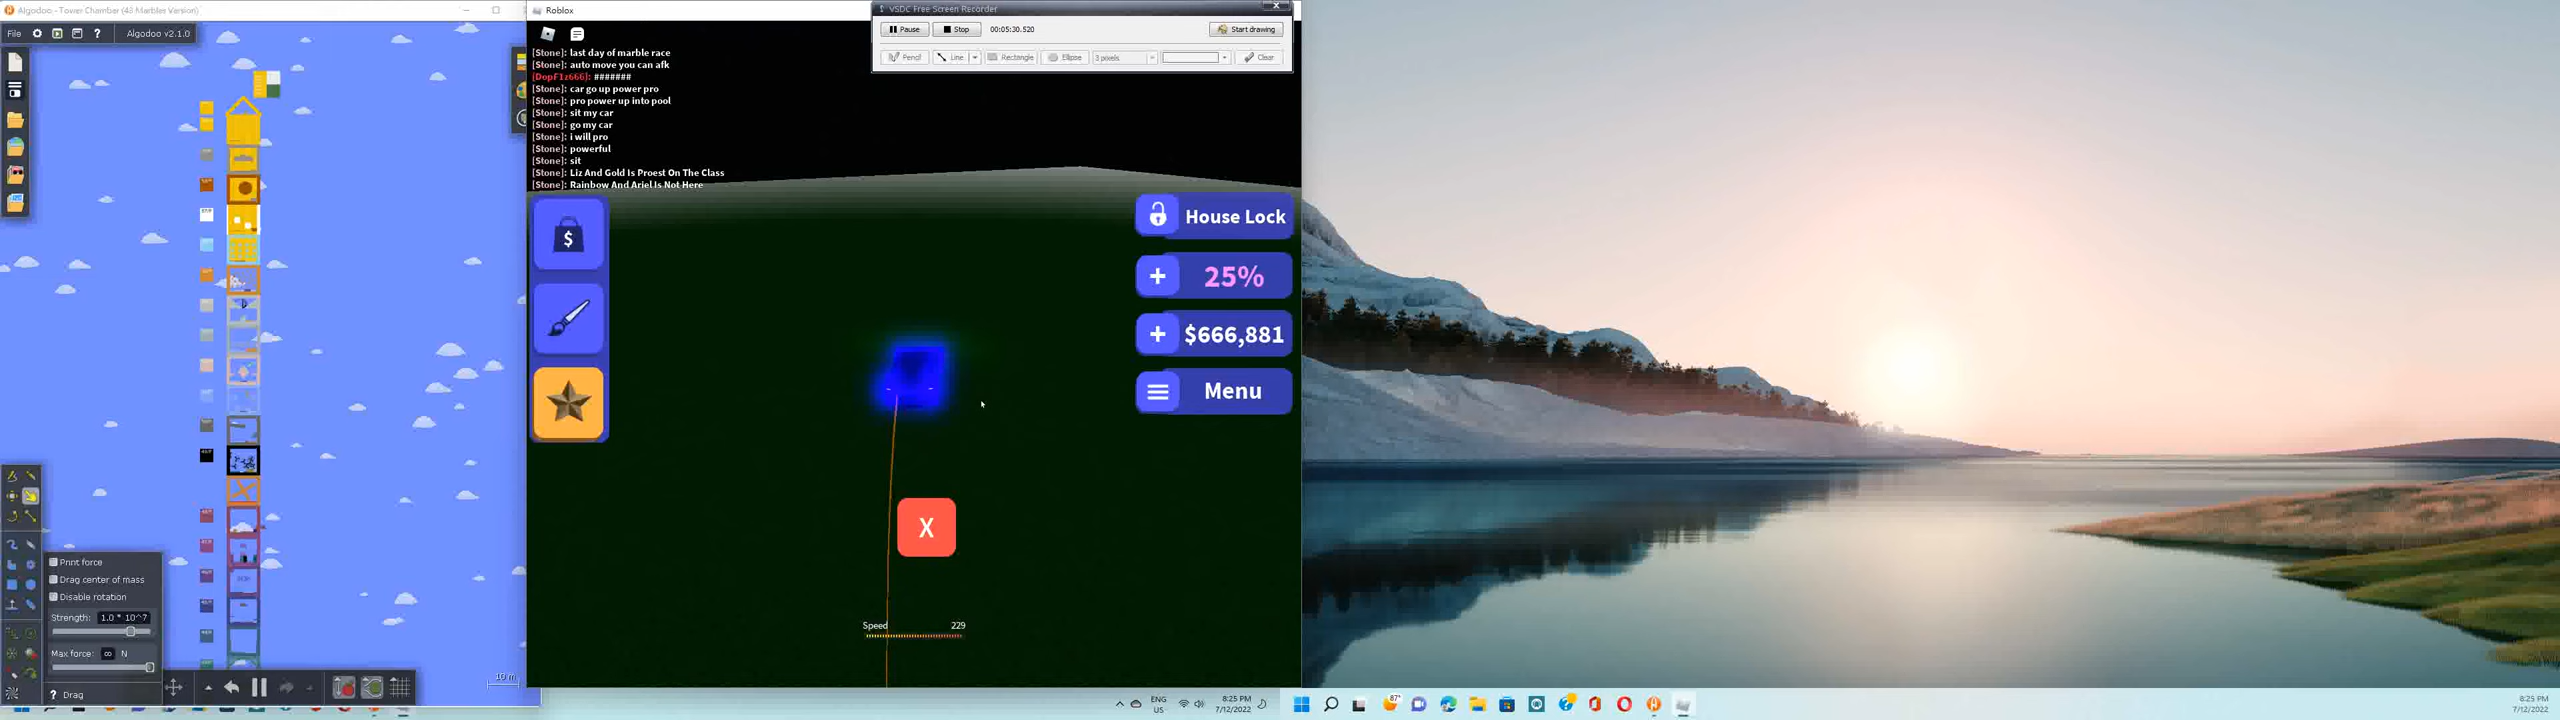 Algodoo - Tower Chamber (43 Marbles Version)
File ? Algodoo v2.1.0
Print force
Drag center of mass
Disable rotation
Strength: 1.0 * 10^7
Max force: ∞ N
? Drag
10 m
Roblox
[Stone]: last day of marble race
[Stone]: auto move you can afk
[DopF1z666]: #######
[Stone]: car go up power pro
[Stone]: pro power up into pool
[Stone]: sit my car
[Stone]: go my car
[Stone]: i will pro
[Stone]: powerful
[Stone]: sit
[Stone]: Liz And Gold Is Proest On The Class
[Stone]: Rainbow And Ariel Is Not Here
VSDC Free Screen Recorder
Pause Stop 00:05:30.520 Start drawing
Pencil Line Rectangle Ellipse 3 pixels Clear
House Lock
+ 25%
+ $666,881
Menu
$
X
Speed 229
ENG
US
8:25 PM
7/12/2022
87°
8:25 PM
7/12/2022